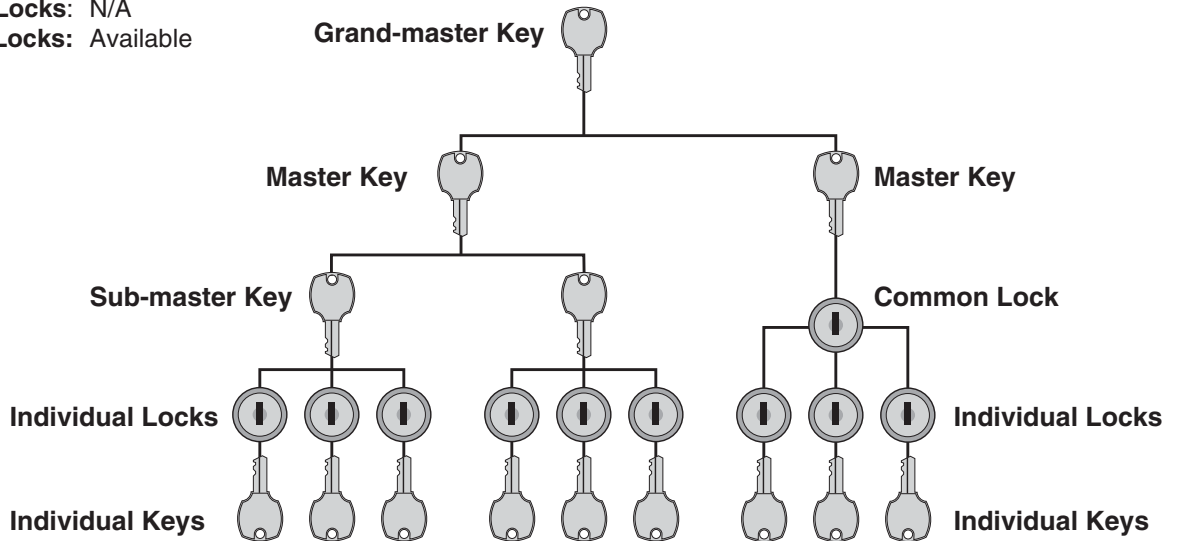 Locks: N/A
Locks: Available
Grand-master Key
Master Key
Master Key
Sub-master Key
Common Lock
Individual Locks
Individual Locks
Individual Keys
Individual Keys